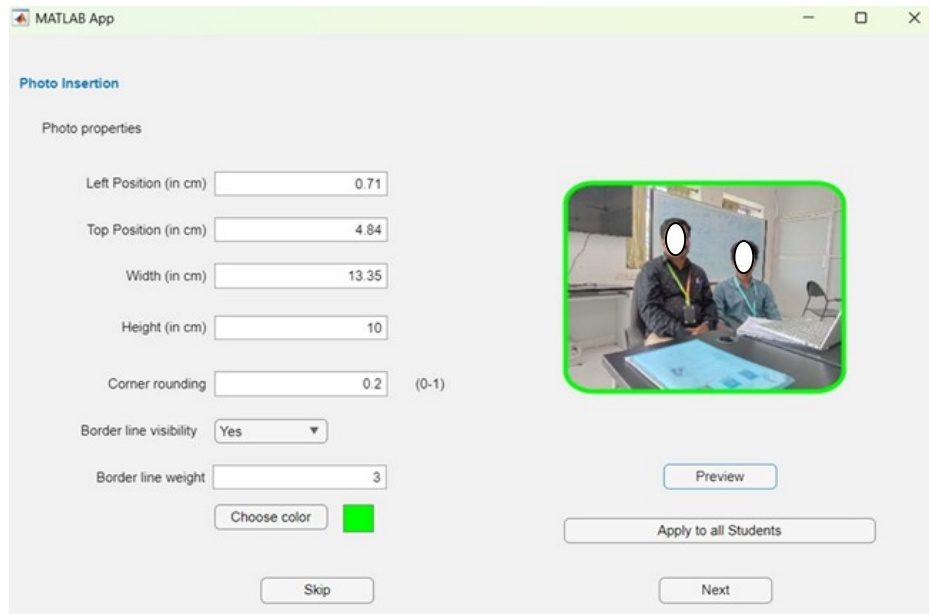 MATLAB App
Photo Insertion
Photo properties
Left Position (in cm) 0.71
Top Position (in cm) 4.84
Width (in cm) 13.35
Height (in cm) 10
Corner rounding 0.2 (0-1)
Border line visibility Yes
Border line weight 3
Preview
Choose color
Apply to all Students
Skip Next